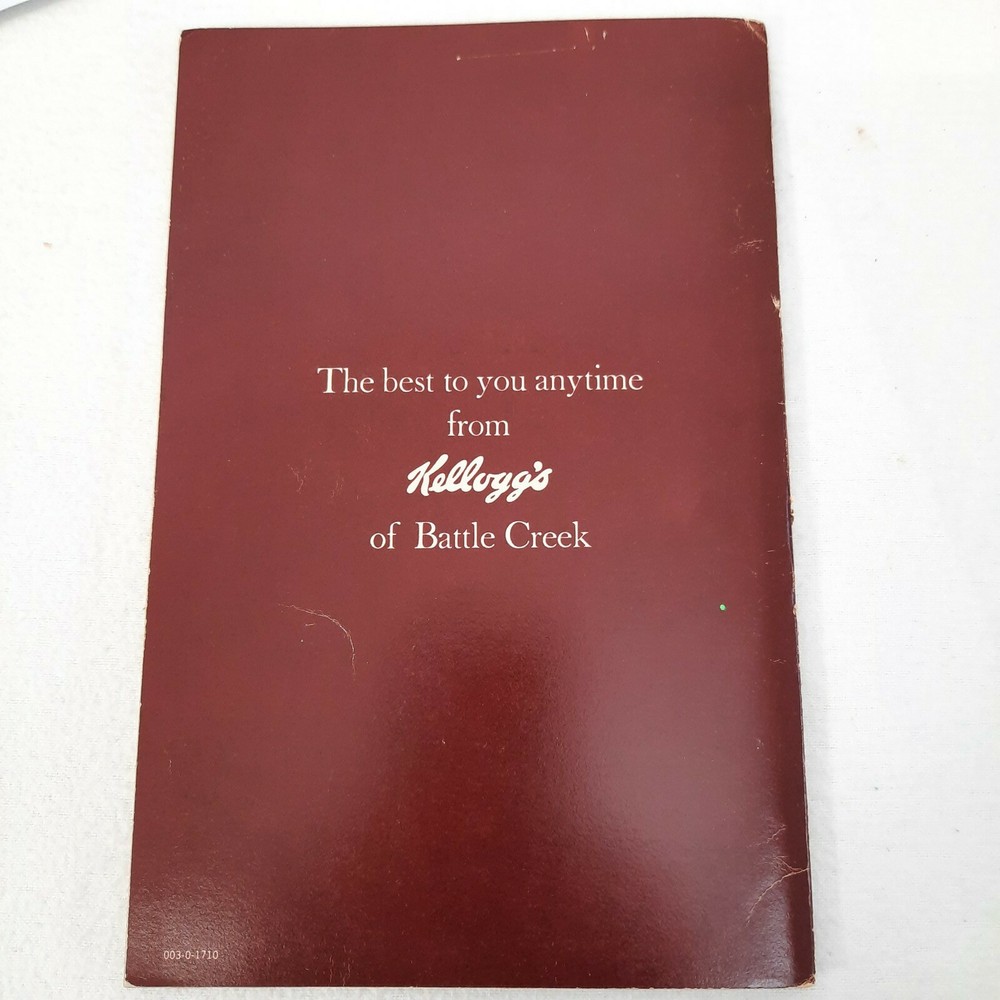 The best to you anytime
from
Kellogg's
of Battle Creek
003-0-1710